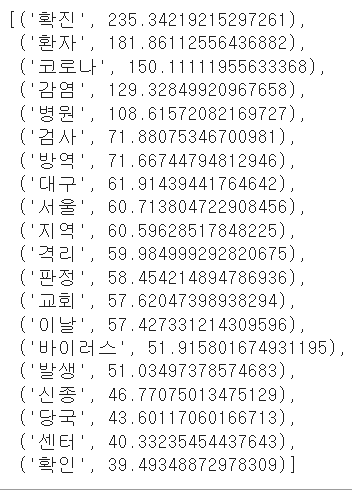 [('확진', 235.34219215297261),
('환자', 181.86112556436882),
('코로나', 150.11111955633368),
('감염', 129.32849920967658),
('병원', 108.61572082169727),
('검사', 71.88075346700981),
('방역', 71.66744794812946),
('대구', 61.91439441764642),
('서울', 60.713804722908456),
('지역', 60.59628517848225),
('격리', 59.984999292820675),
('판정', 58.454214894786936),
('교회', 57.62047398938294),
('이날', 57.427331214309596),
('바이러스', 51.915801674931195),
('발생', 51.03497378574683),
('신종', 46.77075013475129),
('당국', 43.60117060166713),
('센터', 40.33235454437643),
('확인', 39.49348872978309)]